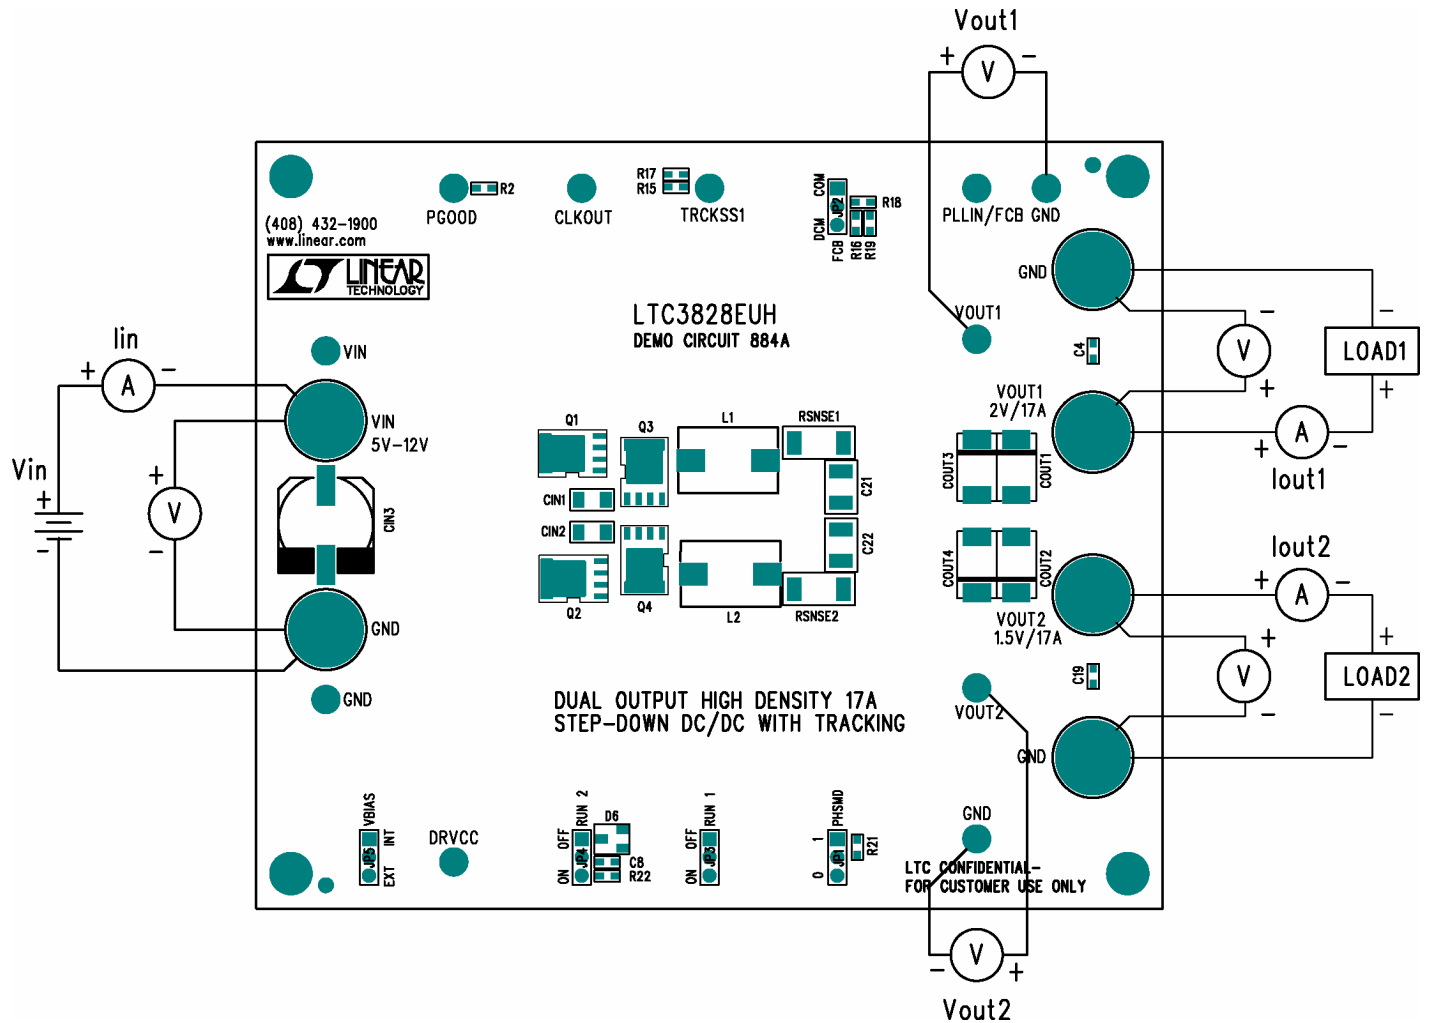 Vout1
+ V -
R17
R15
R2
PGOOD
CLKOUT
TRCKSS1
COM
JP2
DCM
FCB
R18
R16
R19
PLLIN/FCB GND
(408) 432-1900
www.linear.com
LINEAR
TECHNOLOGY
LTC3828EUH
DEMO CIRCUIT 884A
VOUT1
GND
C4
- V +
-
LOAD1
+
Iin
+ A -
VIN
VIN
5V-12V
VOUT1
2V/17A
+ A -
Iout1
Vin
+
-
+
V
-
CIN3
GND
GND
Q1
Q3
L1
RSNSE1
CIN1
CIN2
C21
C22
Q2
Q4
L2
RSNSE2
COUT3
COUT1
COUT4
COUT2
Iout2
+ A -
VOUT2
1.5V/17A
C19
+
V
-
+
LOAD2
-
DUAL OUTPUT HIGH DENSITY 17A
STEP-DOWN DC/DC WITH TRACKING
VOUT2
GND
GND
VBIAS
INT
JP5
EXT
DRVCC
RUN 2
OFF
JP4
ON
D6
C8
R22
RUN 1
OFF
JP3
ON
PHSMD
1
JP1
0
R21
LTC CONFIDENTIAL-
FOR CUSTOMER USE ONLY
- V +
Vout2